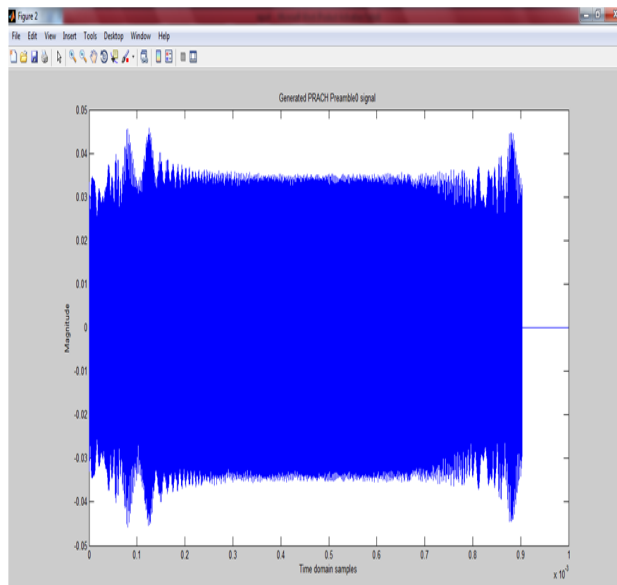 Figure 2
File Edit View Insert Tools Desktop Window Help
Generated PRACH Preamble0 signal
0.05
0.04
0.03
0.02
0.01
0
-0.01
-0.02
-0.03
-0.04
-0.05
Magnitude
0 0.1 0.2 0.3 0.4 0.5 0.6 0.7 0.8 0.9 1
Time domain samples
x 10⁻³